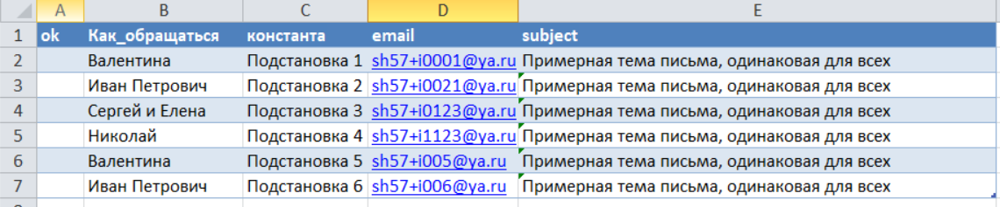 A B C D E
1 ok Как_обращаться константа email subject
2 Валентина Подстановка 1 sh57+i0001@ya.ru Примерная тема письма, одинаковая для всех
3 Иван Петрович Подстановка 2 sh57+i0021@ya.ru Примерная тема письма, одинаковая для всех
4 Сергей и Елена Подстановка 3 sh57+i0123@ya.ru Примерная тема письма, одинаковая для всех
5 Николай Подстановка 4 sh57+i1123@ya.ru Примерная тема письма, одинаковая для всех
6 Валентина Подстановка 5 sh57+i005@ya.ru Примерная тема письма, одинаковая для всех
7 Иван Петрович Подстановка 6 sh57+i006@ya.ru Примерная тема письма, одинаковая для всех